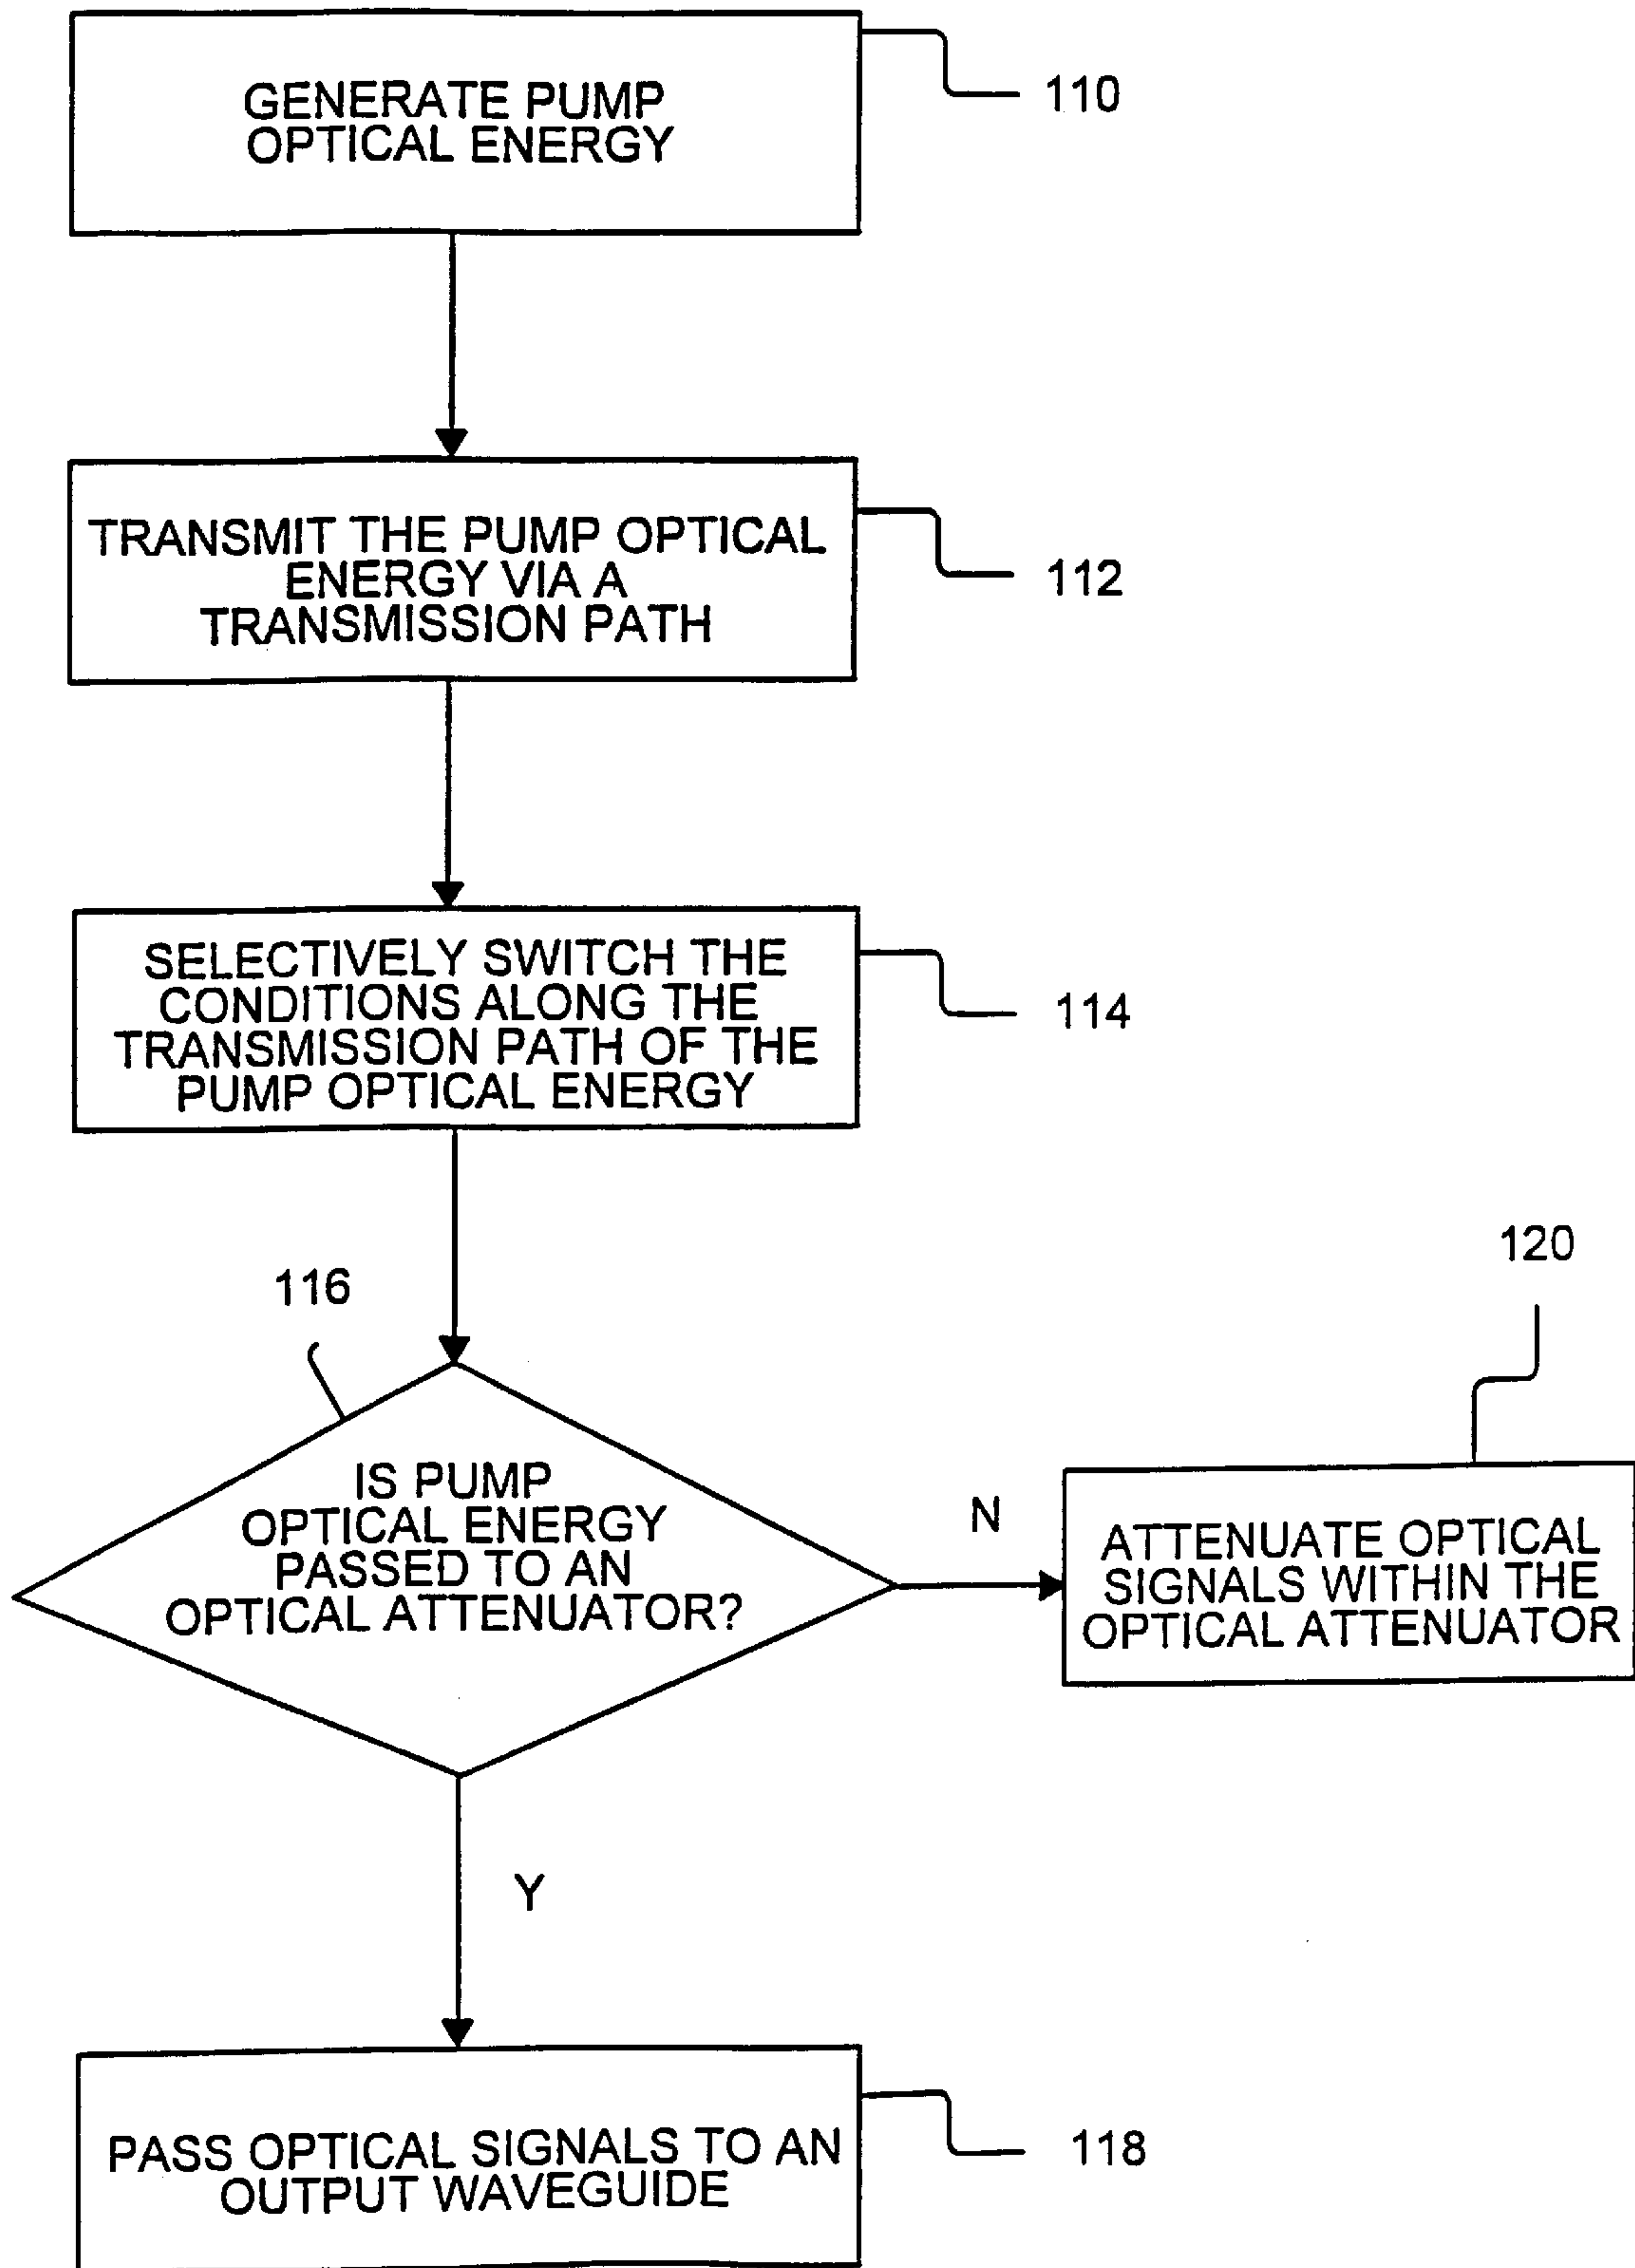 GENERATE PUMP
OPTICAL ENERGY
110
TRANSMIT THE PUMP OPTICAL
ENERGY VIA A
TRANSMISSION PATH
112
SELECTIVELY SWITCH THE
CONDITIONS ALONG THE
TRANSMISSION PATH OF THE
PUMP OPTICAL ENERGY
114
116
IS PUMP
OPTICAL ENERGY
PASSED TO AN
OPTICAL ATTENUATOR?
N
120
ATTENUATE OPTICAL
SIGNALS WITHIN THE
OPTICAL ATTENUATOR
Y
PASS OPTICAL SIGNALS TO AN
OUTPUT WAVEGUIDE
118